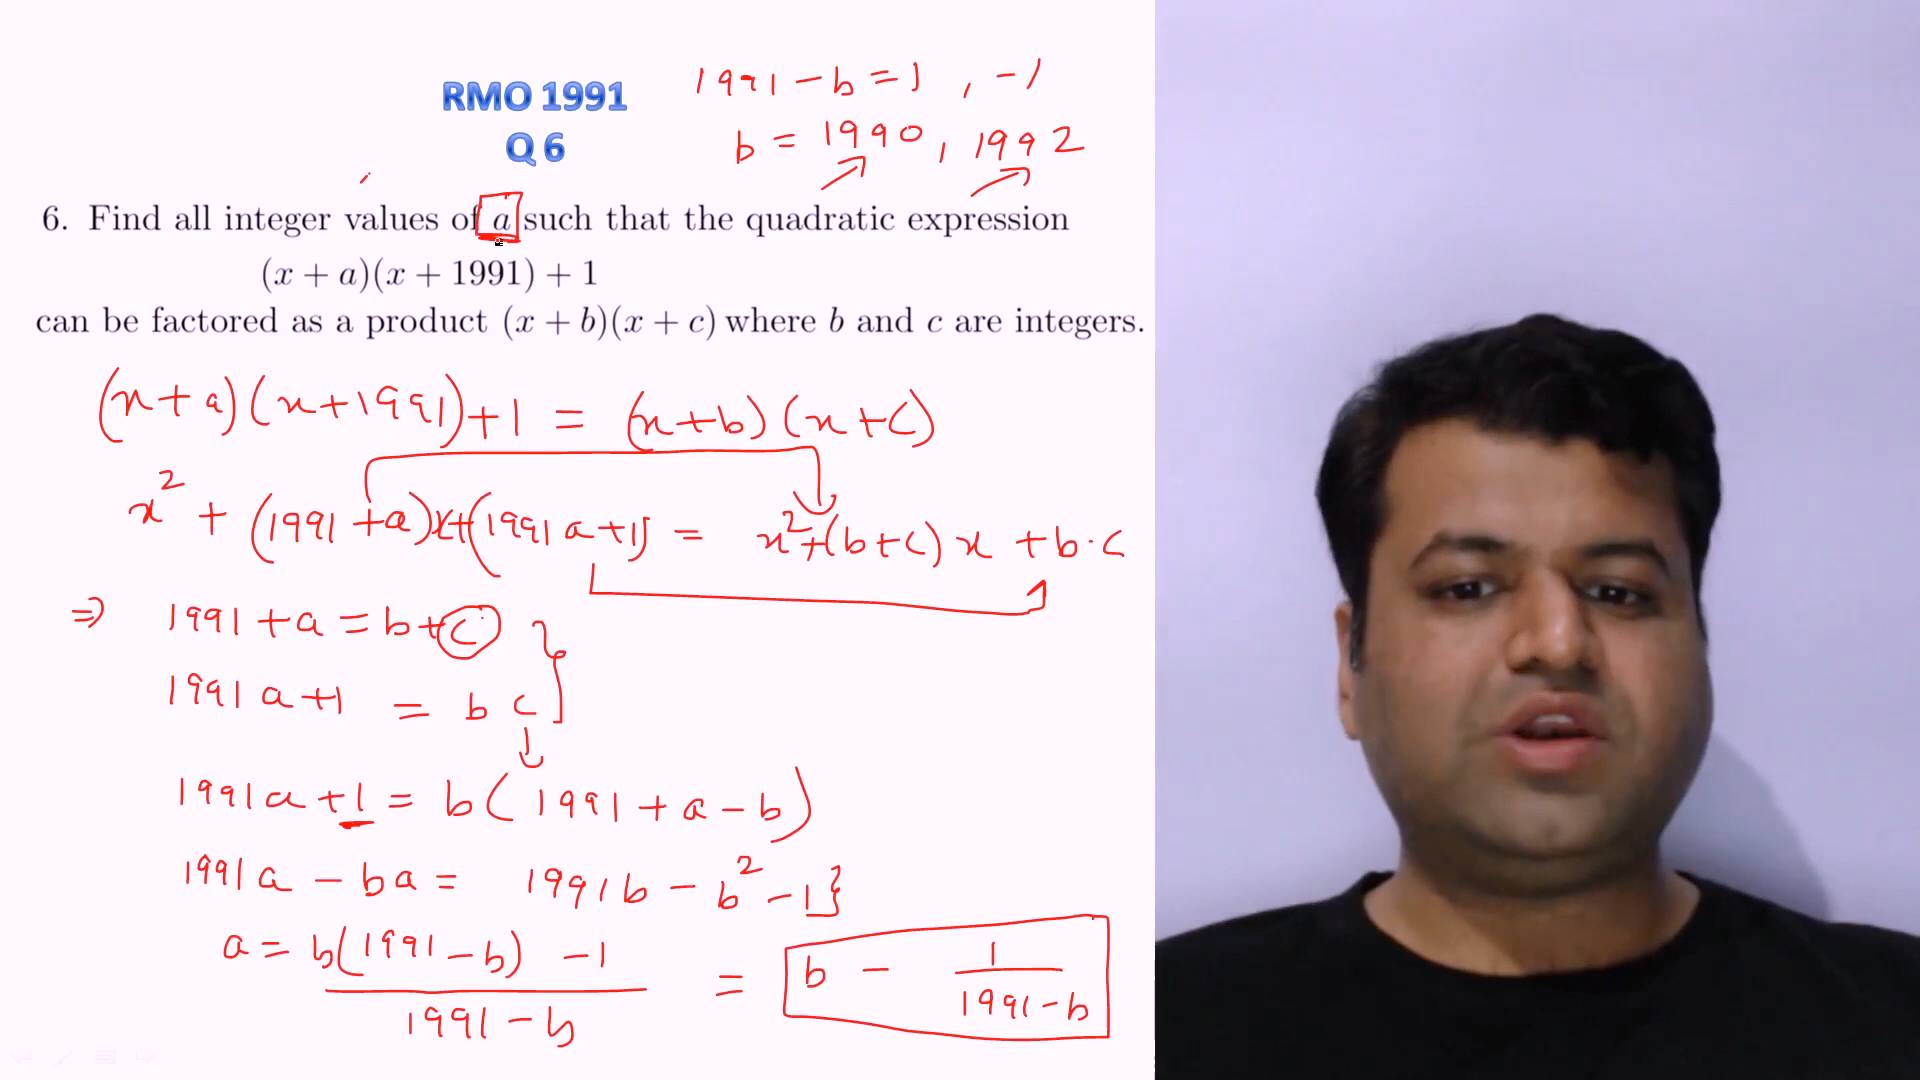 RMO 1991
Q 6
1991 - b = 1 , -1
b = 1990 , 1992
6. Find all integer values of a such that the quadratic expression
(x + a)(x + 1991) + 1
can be factored as a product (x + b)(x + c) where b and c are integers.
(x+a)(x+1991)+1 = (x+b)(x+c)
x² + (1991+a)x+(1991a+1) = x²+(b+c)x + b·c
⇒ 1991+a = b+c
1991a+1 = bc
1991a+1 = b(1991+a-b)
1991a - ba = 1991b - b² - 1}
a = b(1991-b) - 1 / 1991-b = b - 1/1991-b